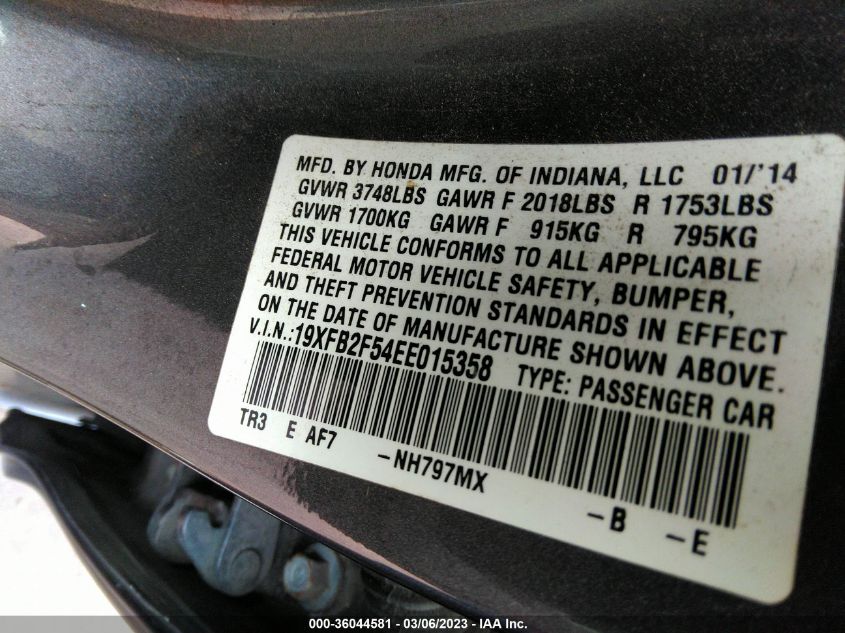 MFD. BY HONDA MFG. OF INDIANA, LLC 01/'14
GVWR 3748LBS GAWR F 2018LBS R 1753LBS
GVWR 1700KG GAWR F 915KG R 795KG
THIS VEHICLE CONFORMS TO ALL APPLICABLE
FEDERAL MOTOR VEHICLE SAFETY, BUMPER,
AND THEFT PREVENTION STANDARDS IN EFFECT
ON THE DATE OF MANUFACTURE SHOWN ABOVE.
V.I.N.:19XFB2F54EE015358 TYPE: PASSENGER CAR
TR3 E AF7 -NH797MX -B -E
000-36044581 / 03/06/2023 / IAA Inc.